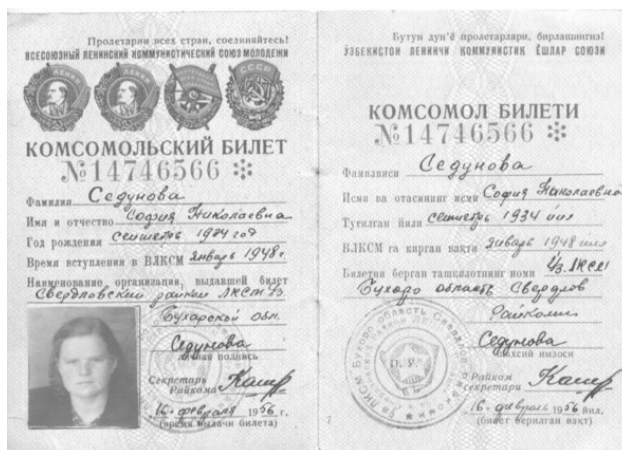 Пролетарии всех стран, соединяйтесь!
ВСЕСОЮЗНЫЙ ЛЕНИНСКИЙ КОММУНИСТИЧЕСКИЙ СОЮЗ МОЛОДЕЖИ
КОМСОМОЛЬСКИЙ БИЛЕТ
№14746566
Фамилия Седунова
Имя и отчество София Николаевна
Год рождения сентябрь 1934 год
Время вступления в ВЛКСМ январь 1948г.
Наименование организации, выдавшей билет
Свердловский райком ЛКСМ Уз.
Бухарской обл.
Седунова
личная подпись
Секретарь
Райкома
16 февраля 1956 г.
(время выдачи билета)
Бутун дунё пролетарлари, бирлашингиз!
ЎЗБЕКИСТОН ЛЕНИНЧИ КОММУНИСТИК ЁШЛАР СОЮЗИ
КОМСОМОЛ БИЛЕТИ
№14746566
Фамилияси Седунова
Исми ва отасининг исми София Николаевна
Туғилган йили сентябрь 1934 йил
ВЛКСМ га кирган вақти январь 1948 йил
Билетни берган ташкилотнинг номи Уз.ЛКСМ
Бухоро область Свердлов
Райкоми
Седунова
шахсий имзоси
Райком
секретари
16 февраль 1956 йил.
(билет берилган вақт)